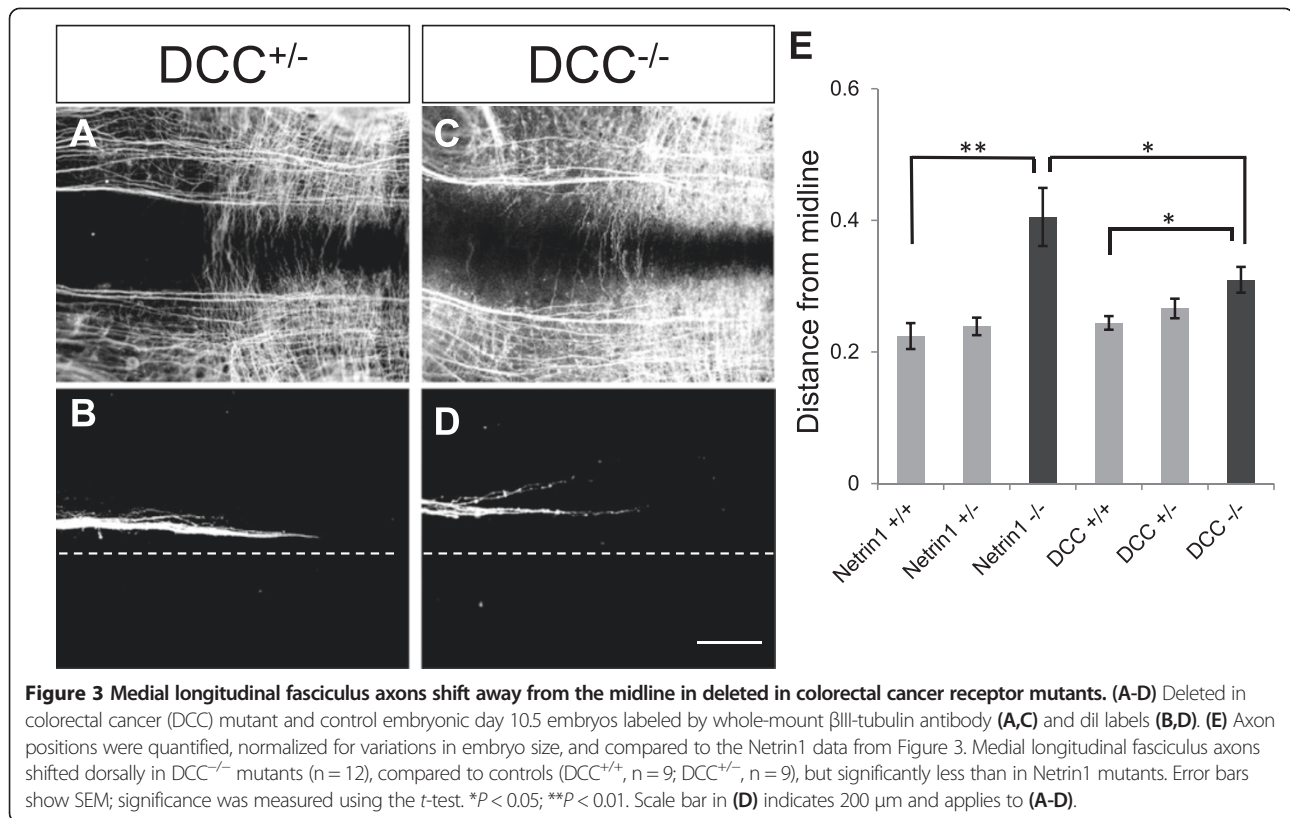 DCC+/-
DCC-/-
A
C
B
D
E
0.6
**
*
*
0.4
0.2
0
Distance from midline
Netrin1 +/+
Netrin1 +/-
Netrin1 -/-
DCC +/+
DCC +/-
DCC -/-
Figure 3 Medial longitudinal fasciculus axons shift away from the midline in deleted in colorectal cancer receptor mutants. (A-D) Deleted in
colorectal cancer (DCC) mutant and control embryonic day 10.5 embryos labeled by whole-mount βIII-tubulin antibody (A,C) and diI labels (B,D). (E) Axon
positions were quantified, normalized for variations in embryo size, and compared to the Netrin1 data from Figure 3. Medial longitudinal fasciculus axons
shifted dorsally in DCC−/− mutants (n = 12), compared to controls (DCC+/+, n = 9; DCC+/−, n = 9), but significantly less than in Netrin1 mutants. Error bars
show SEM; significance was measured using the t-test. *P < 0.05; **P < 0.01. Scale bar in (D) indicates 200 μm and applies to (A-D).